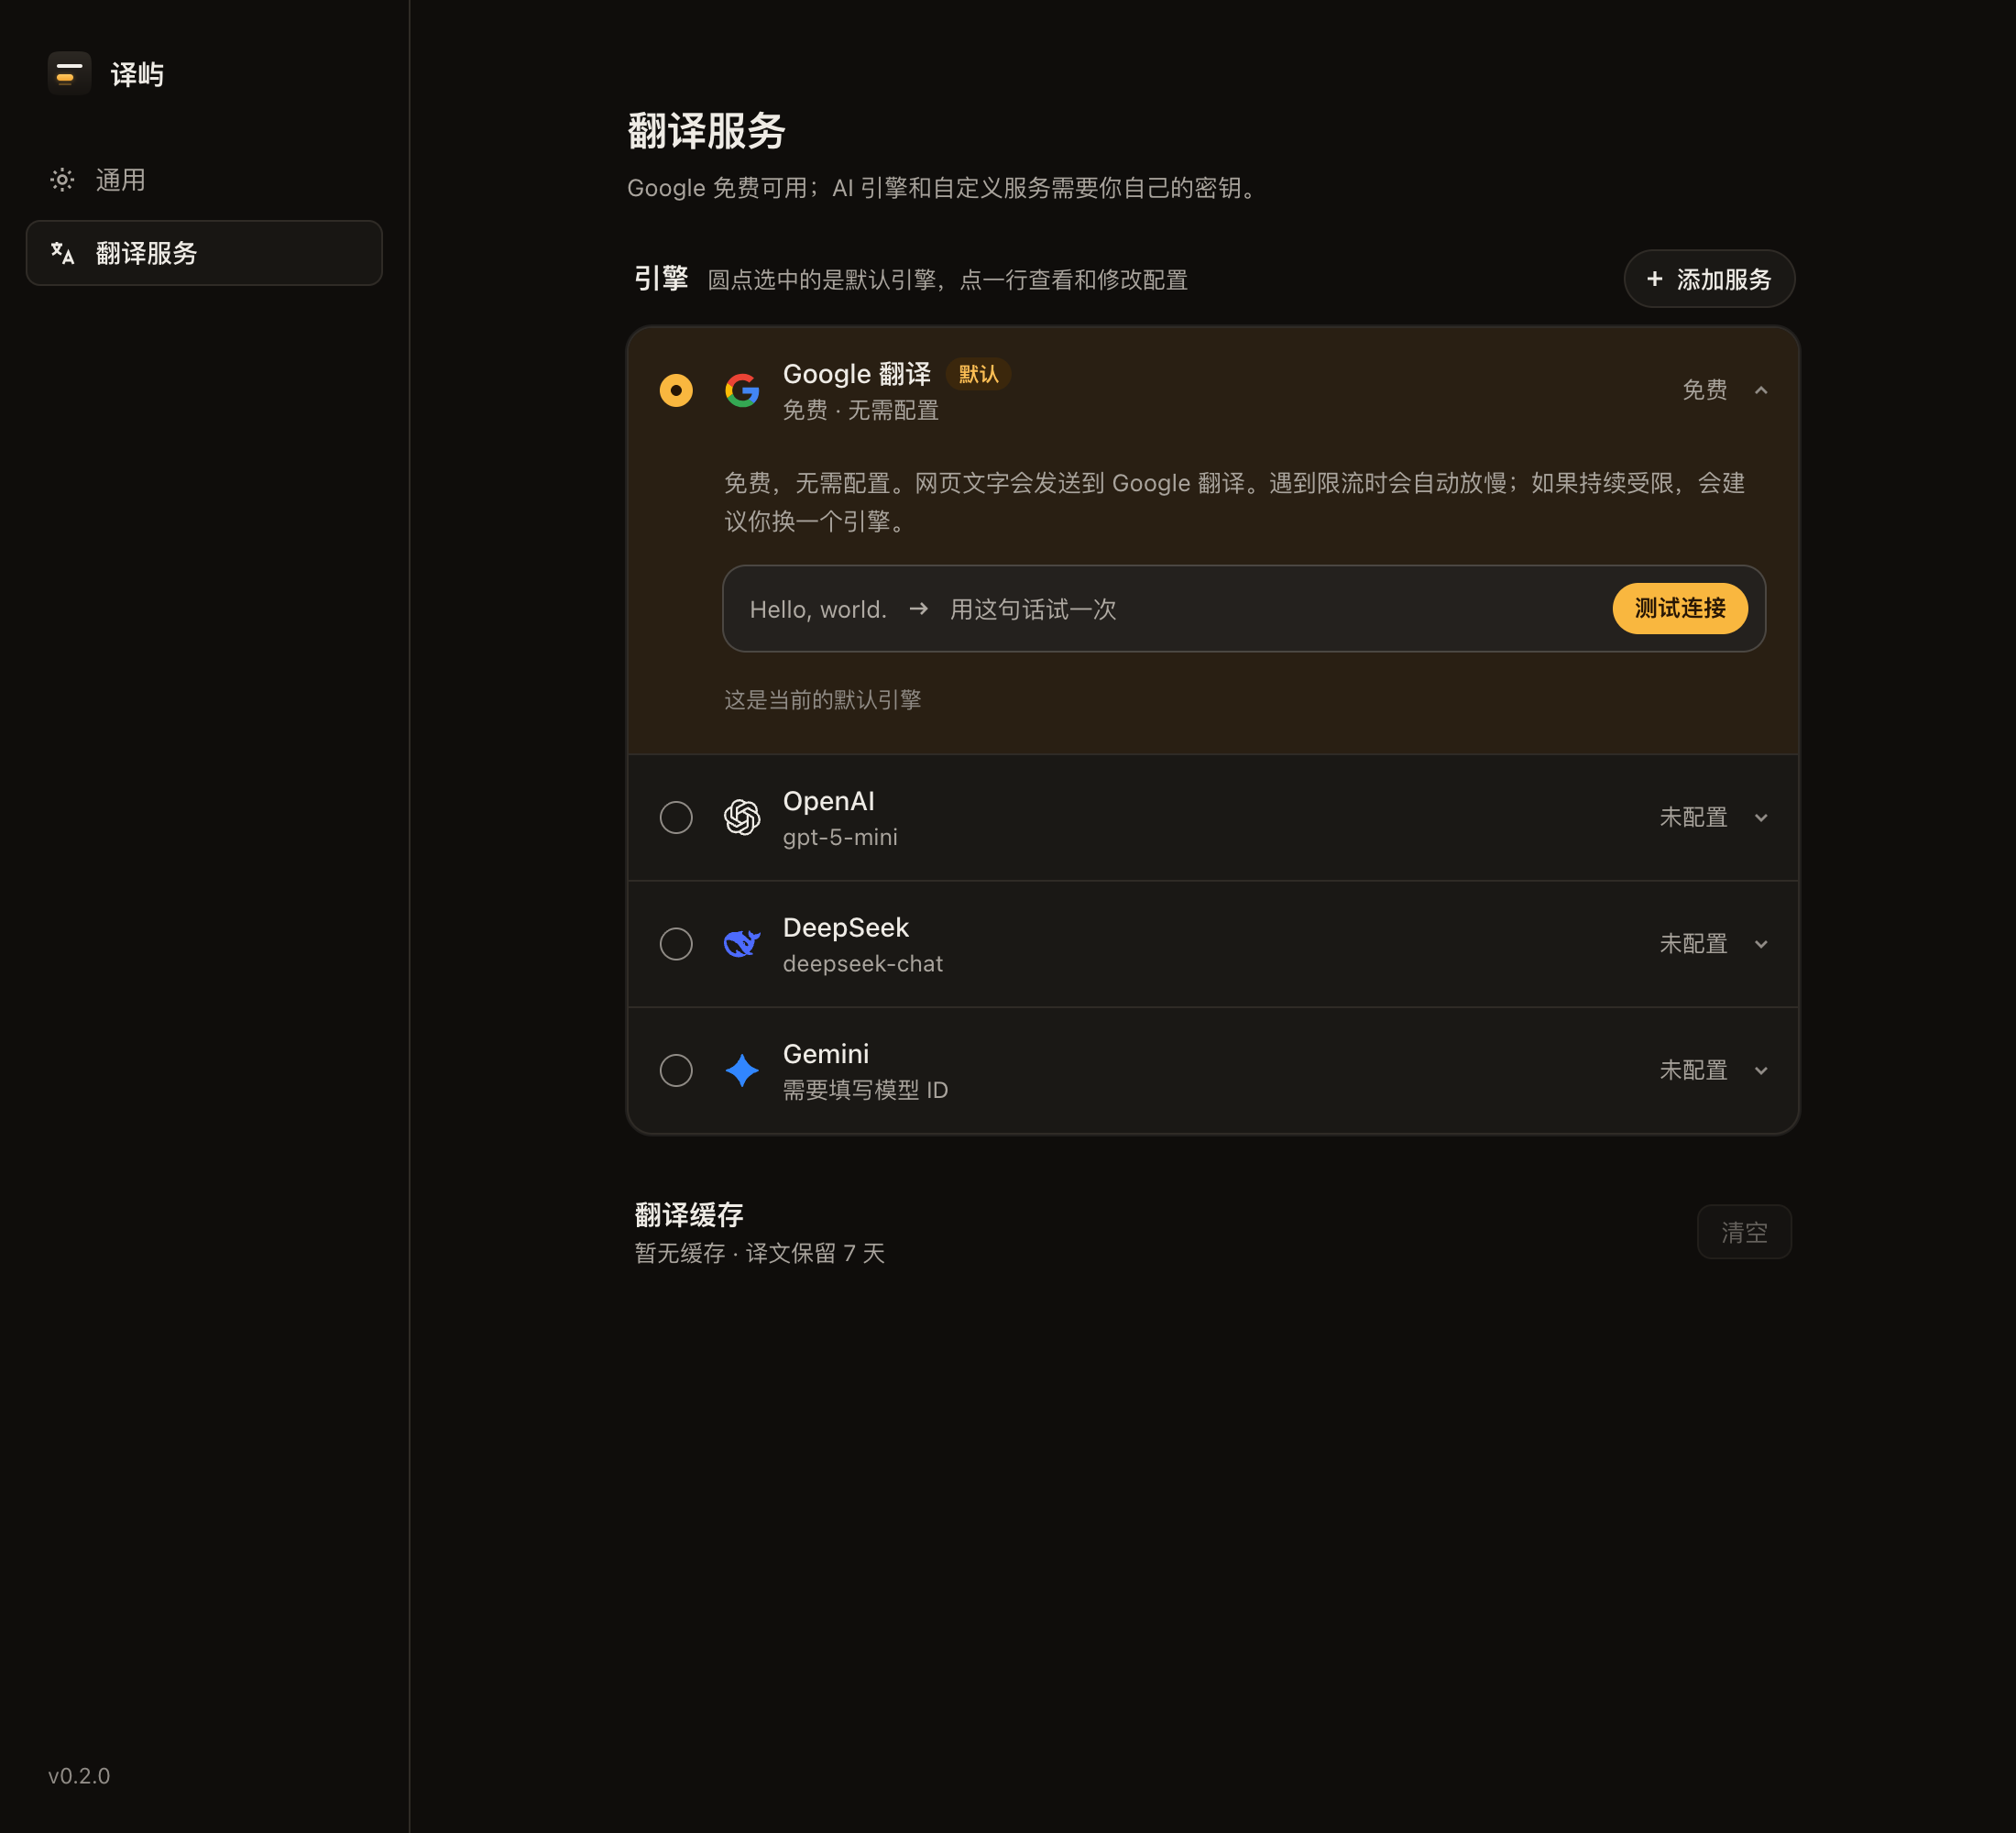 译屿
通用
翻译服务
v0.2.0
翻译服务
Google 免费可用；AI 引擎和自定义服务需要你自己的密钥。
引擎 圆点选中的是默认引擎，点一行查看和修改配置
+ 添加服务
Google 翻译 默认
免费 · 无需配置
免费
免费，无需配置。网页文字会发送到 Google 翻译。遇到限流时会自动放慢；如果持续受限，会建
议你换一个引擎。
Hello, world. → 用这句话试一次
测试连接
这是当前的默认引擎
OpenAI
gpt-5-mini
未配置
DeepSeek
deepseek-chat
未配置
Gemini
需要填写模型 ID
未配置
翻译缓存
暂无缓存 · 译文保留 7 天
清空